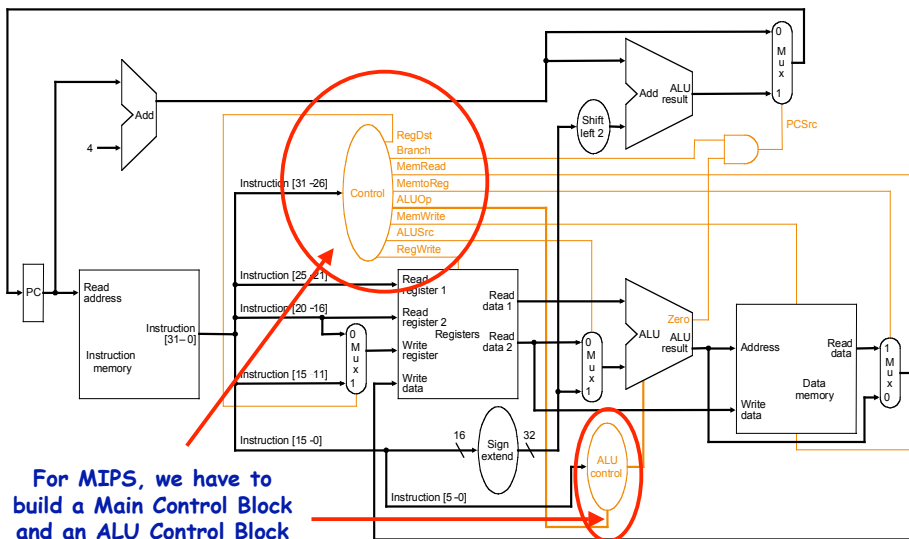 0
M
u
x
1
Add
Add
ALU
result
4
Shift
left 2
PCSrc
RegDst
Branch
MemRead
MemtoReg
ALUOp
MemWrite
ALUSrc
RegWrite
Control
Instruction [31-26]
PC
Read
address
Instruction
[31-0]
Instruction
memory
Instruction [25-21]
Instruction [20-16]
Instruction [15-11]
Instruction [15-0]
0
M
u
x
1
Read
register 1
Read
register 2
Registers
Write
register
Write
data
Read
data 1
Read
data 2
0
M
u
x
1
Zero
ALU
ALU
result
Address
Write
data
Read
data
Data
memory
1
M
u
x
0
16
Sign
extend
32
ALU
control
Instruction [5-0]
For MIPS, we have to
build a Main Control Block
and an ALU Control Block